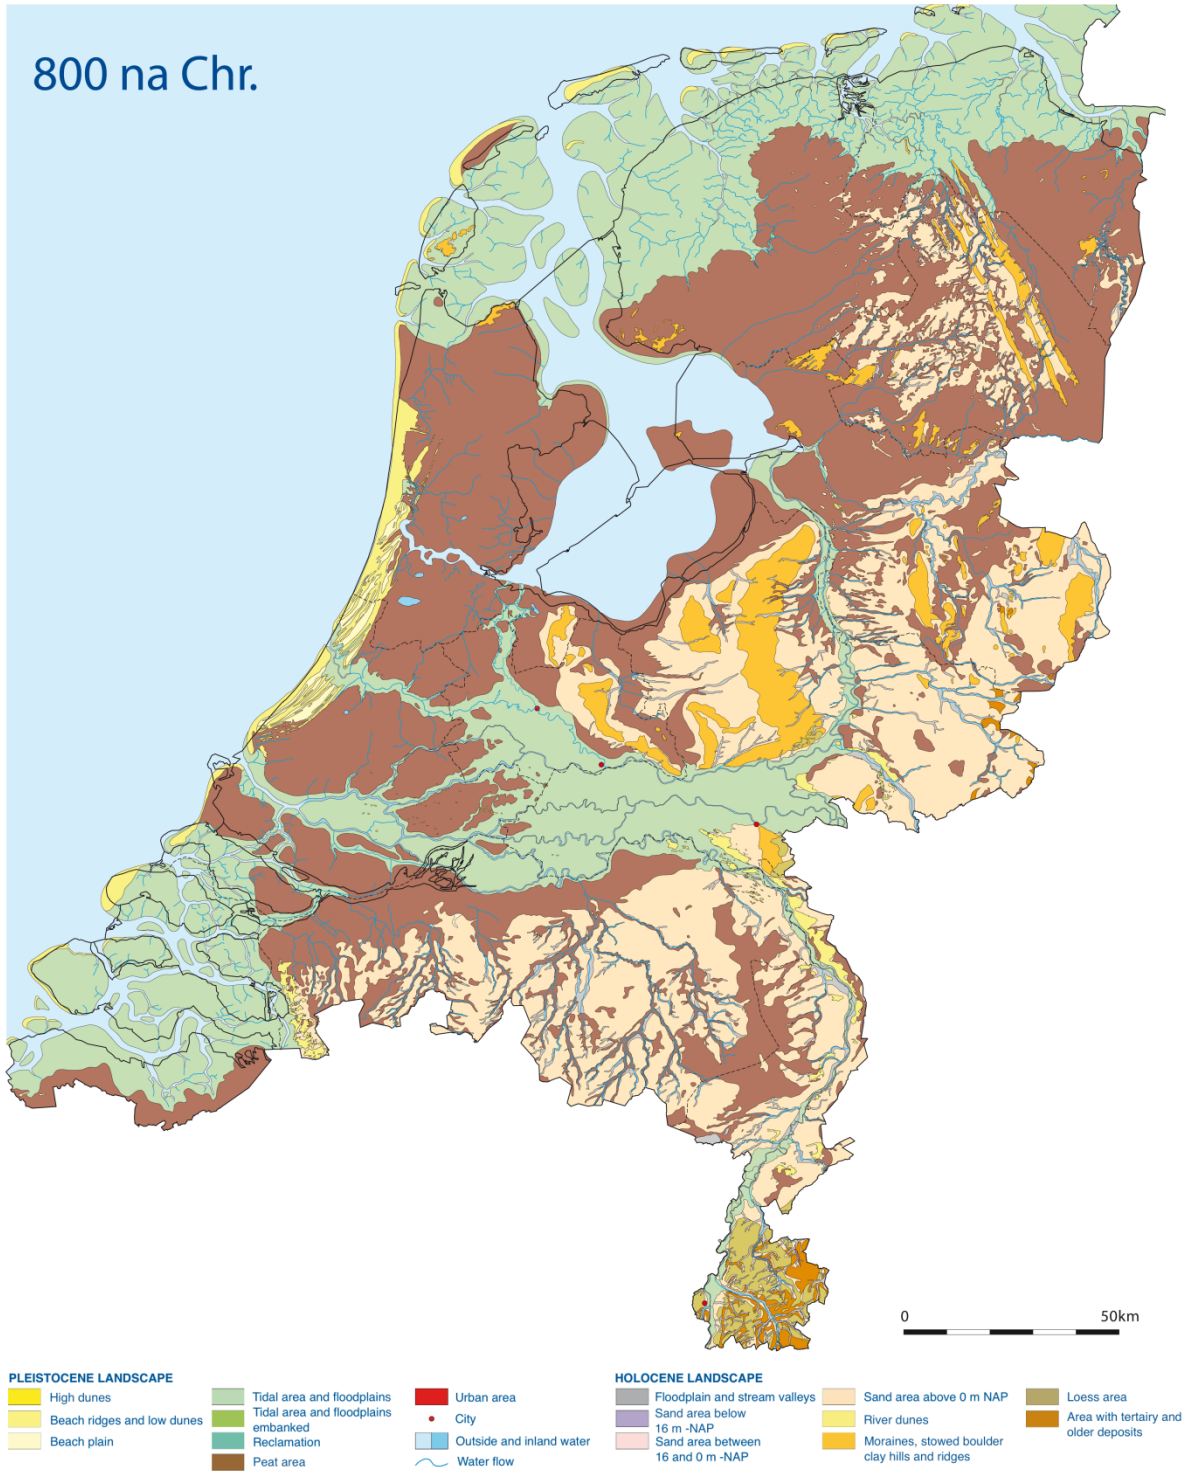 800 na Chr.
0 50km
PLEISTOCENE LANDSCAPE
High dunes
Beach ridges and low dunes
Beach plain
Tidal area and floodplains
Tidal area and floodplains
embanked
Reclamation
Peat area
Urban area
City
Outside and inland water
Water flow
HOLOCENE LANDSCAPE
Floodplain and stream valleys
Sand area below
16 m -NAP
Sand area between
16 and 0 m -NAP
Sand area above 0 m NAP
River dunes
Moraines, stowed boulder
clay hills and ridges
Loess area
Area with tertairy and
older deposits